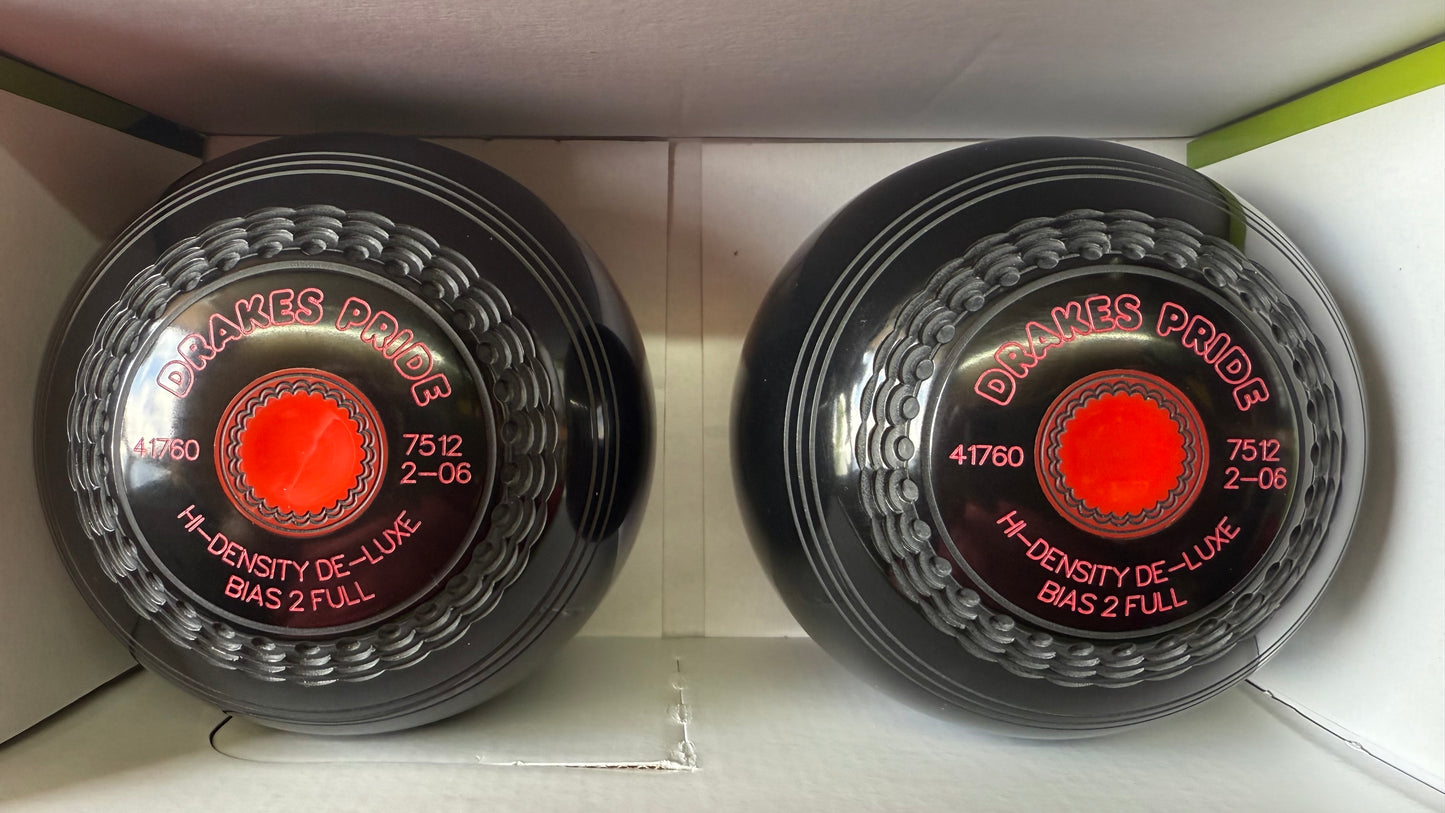 DRAKES PRIDE
41760
7512
2-06
HI-DENSITY DE-LUXE
BIAS 2 FULL
DRAKES PRIDE
41760
7512
2-06
HI-DENSITY DE-LUXE
BIAS 2 FULL